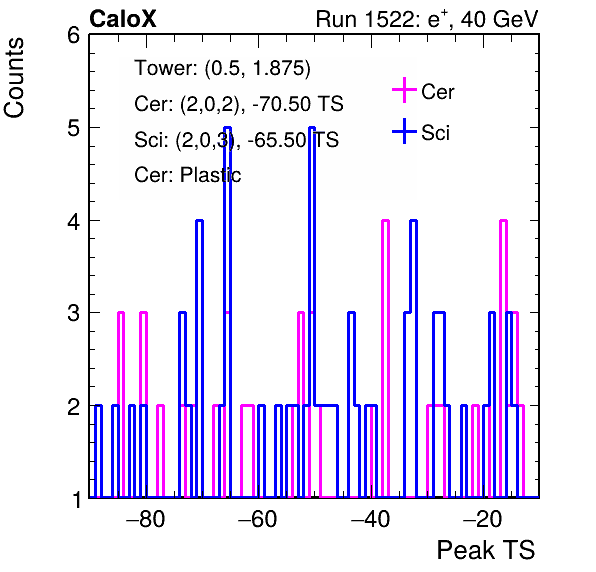 CaloX Run 1522: e⁺, 40 GeV
Counts
6
Tower: (0.5, 1.875)
Cer: (2,0,2), -70.50 TS
Sci: (2,0,3), -65.50 TS
Cer: Plastic
Cer
Sci
5
4
3
2
1
−80 −60 −40 −20
Peak TS